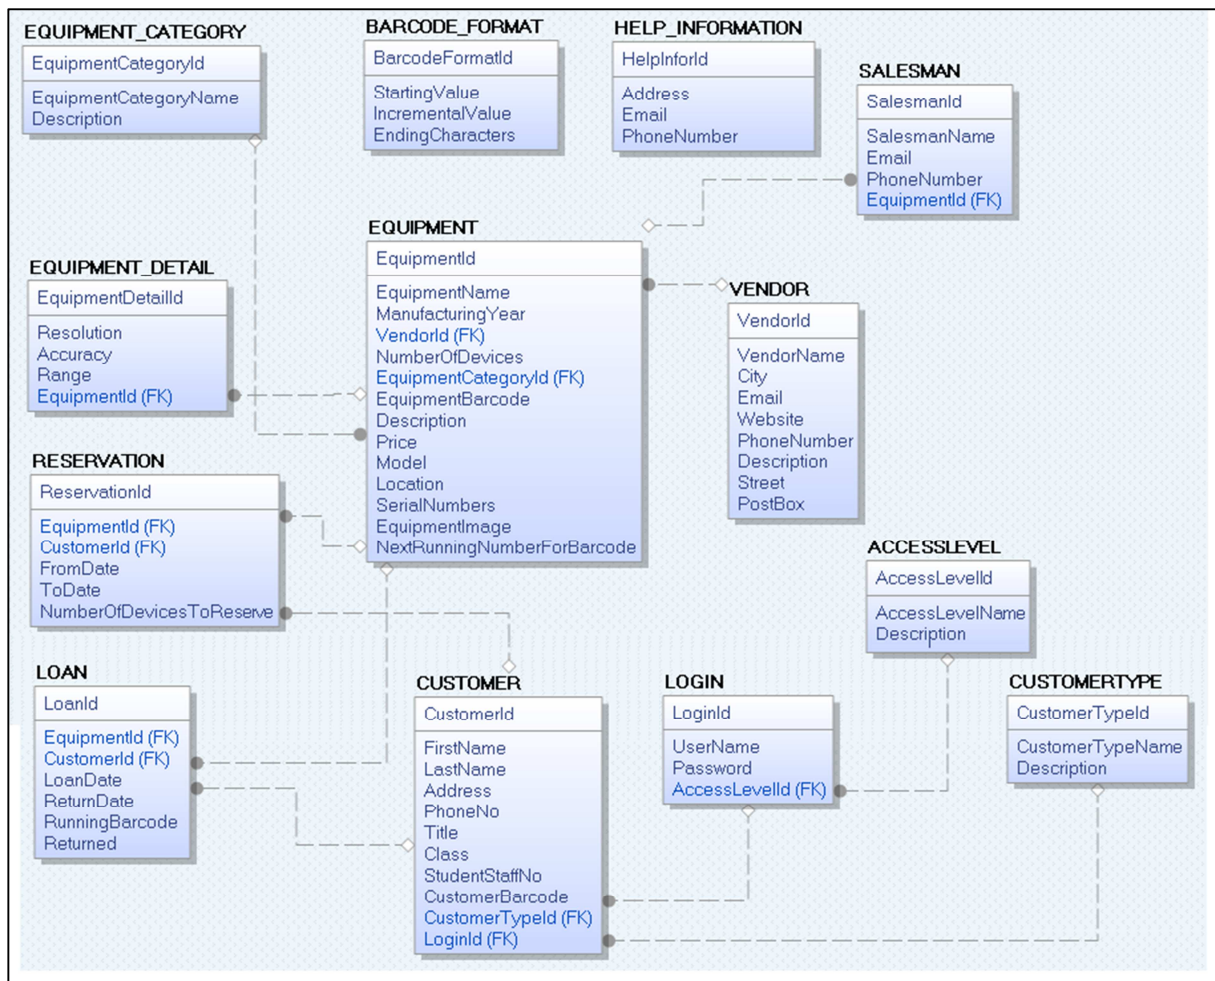 EQUIPMENT_CATEGORY
EquipmentCategoryId
EquipmentCategoryName
Description
BARCODE_FORMAT
BarcodeFormatId
StartingValue
IncrementalValue
EndingCharacters
HELP_INFORMATION
HelpInforId
Address
Email
PhoneNumber
SALESMAN
SalesmanId
SalesmanName
Email
PhoneNumber
EquipmentId (FK)
EQUIPMENT
EquipmentId
EquipmentName
ManufacturingYear
VendorId (FK)
NumberOfDevices
EquipmentCategoryId (FK)
EquipmentBarcode
Description
Price
Model
Location
SerialNumbers
EquipmentImage
NextRunningNumberForBarcode
EQUIPMENT_DETAIL
EquipmentDetailId
Resolution
Accuracy
Range
EquipmentId (FK)
VENDOR
VendorId
VendorName
City
Email
Website
PhoneNumber
Description
Street
PostBox
RESERVATION
ReservationId
EquipmentId (FK)
CustomerId (FK)
FromDate
ToDate
NumberOfDevicesToReserve
ACCESSLEVEL
AccessLevelId
AccessLevelName
Description
LOAN
LoanId
EquipmentId (FK)
CustomerId (FK)
LoanDate
ReturnDate
RunningBarcode
Returned
CUSTOMER
CustomerId
FirstName
LastName
Address
PhoneNo
Title
Class
StudentStaffNo
CustomerBarcode
CustomerTypeId (FK)
LoginId (FK)
LOGIN
LoginId
UserName
Password
AccessLevelId (FK)
CUSTOMERTYPE
CustomerTypeId
CustomerTypeName
Description